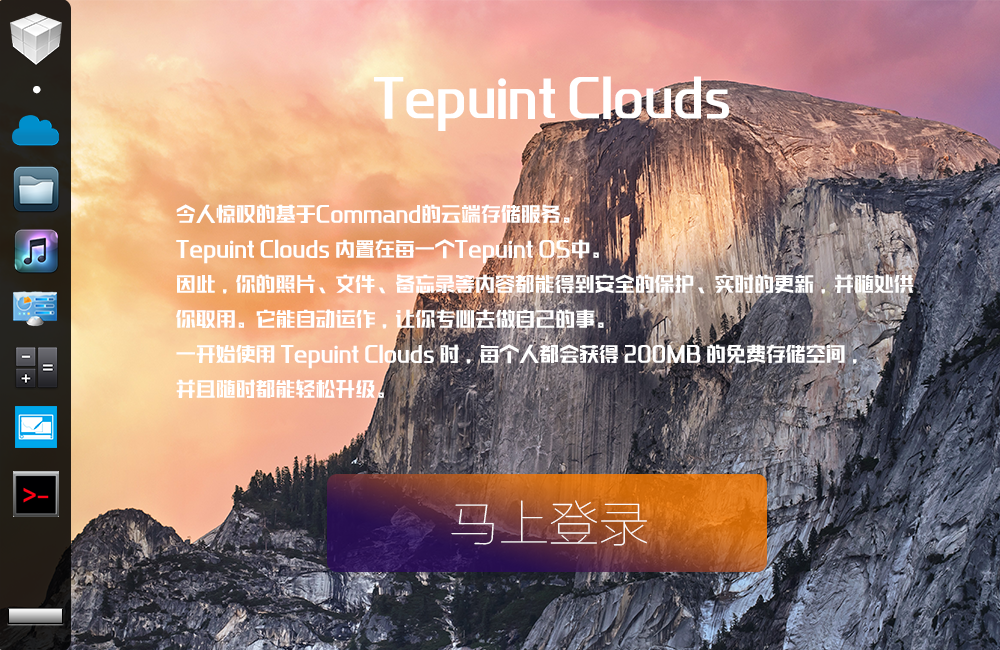 Tepuint Clouds
令人惊叹的基于Command的云端存储服务。
Tepuint Clouds 内置在每一个Tepuint OS中。
因此，你的照片、文件、备忘录等内容都能得到安全的保护、实时的更新，并随处供
你取用。它能自动运作，让你专心去做自己的事。
一开始使用 Tepuint Clouds 时，每个人都会获得 200MB 的免费存储空间，
并且随时都能轻松升级。
马上登录